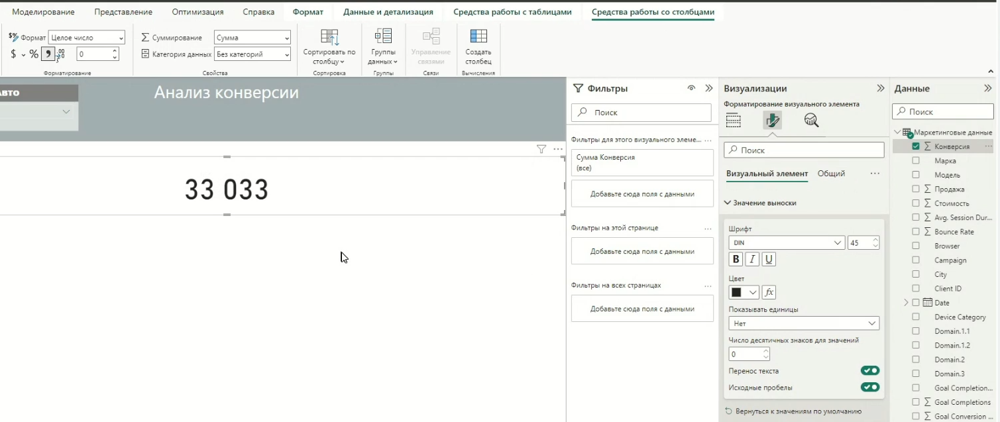 Моделирование Представление Оптимизация Справка Формат Данные и детализация Средства работы с таблицами Средства работы со столбцами
Формат Целое число
$ % 0
Форматирование
Суммирование Сумма
Категория данных Без категорий
Свойства
Сортировать по
столбцу
Сортировка
Группы
данных
Группы
Управление
связями
Связи
Создать
столбец
Вычисления
Авто
Анализ конверсии
33 033
Фильтры
Поиск
Фильтры для этого визуального элеме...
Сумма Конверсия
(все)
Добавьте сюда поля с данными
Фильтры на этой странице
Добавьте сюда поля с данными
Фильтры на всех страницах
Добавьте сюда поля с данными
Визуализации
Форматирование визуального элемента
Поиск
Визуальный элемент Общий
Значение выноски
Шрифт
DIN 45
B I U
Цвет
fx
Показывать единицы
Нет
Число десятичных знаков для значений
0
Перенос текста
Исходные пробелы
Вернуться к значениям по умолчанию
Данные
Поиск
Маркетинговые данные
Конверсия
Марка
Модель
Продажа
Стоимость
Avg. Session Dur...
Bounce Rate
Browser
Campaign
City
Client ID
Date
Device Category
Domain.1.1
Domain.1.2
Domain.2
Domain.3
Goal Completion...
Goal Completions
Goal Conversion ...